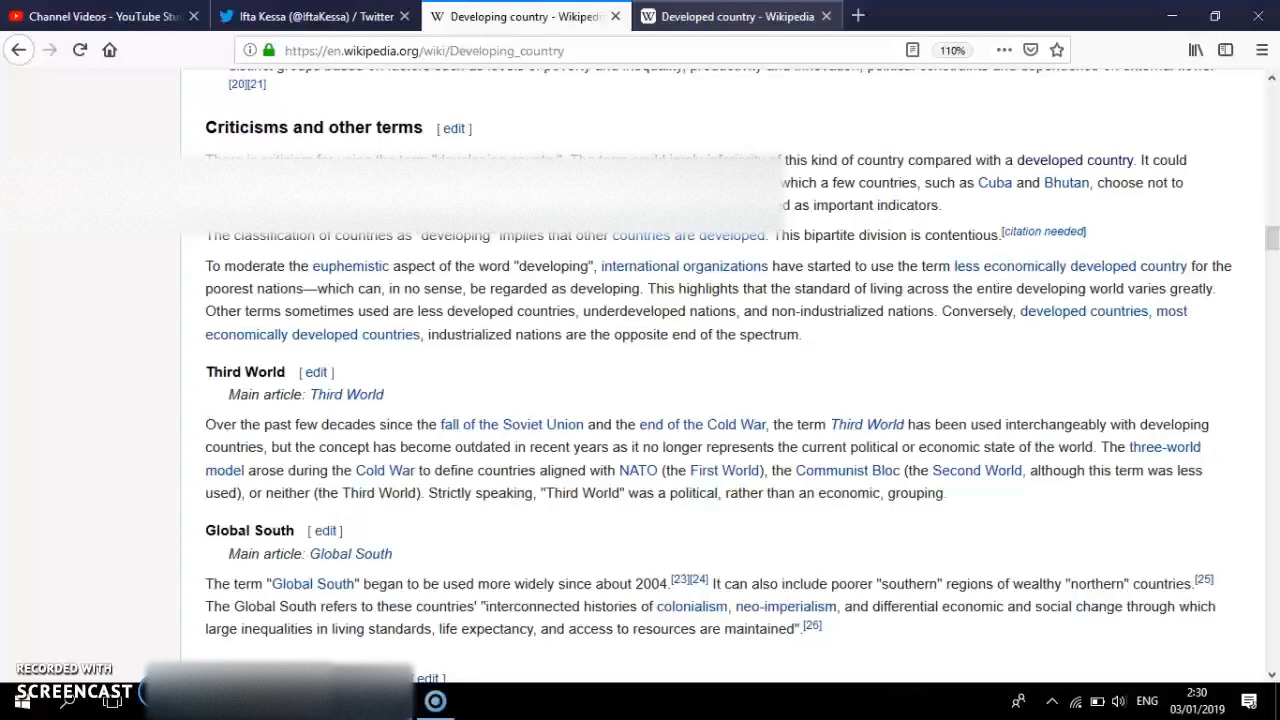 Channel Videos - YouTube Stu
Ifta Kessa (@IftaKessa) / Twitter
Developing country - Wikiped
Developed country - Wikipedia
https://en.wikipedia.org/wiki/Developing_country
110%
[20][21]
Criticisms and other terms [ edit ]
There is criticism for using the term "developing country". The term could imply inferiority of this kind of country compared with a developed country. It could
which a few countries, such as Cuba and Bhutan, choose not to
as important indicators.
The classification of countries as "developing" implies that other countries are developed. This bipartite division is contentious.[citation needed]
To moderate the euphemistic aspect of the word "developing", international organizations have started to use the term less economically developed country for the
poorest nations—which can, in no sense, be regarded as developing. This highlights that the standard of living across the entire developing world varies greatly.
Other terms sometimes used are less developed countries, underdeveloped nations, and non-industrialized nations. Conversely, developed countries, most
economically developed countries, industrialized nations are the opposite end of the spectrum.
Third World [ edit ]
Main article: Third World
Over the past few decades since the fall of the Soviet Union and the end of the Cold War, the term Third World has been used interchangeably with developing
countries, but the concept has become outdated in recent years as it no longer represents the current political or economic state of the world. The three-world
model arose during the Cold War to define countries aligned with NATO (the First World), the Communist Bloc (the Second World, although this term was less
used), or neither (the Third World). Strictly speaking, "Third World" was a political, rather than an economic, grouping.
Global South [ edit ]
Main article: Global South
The term "Global South" began to be used more widely since about 2004.[23][24] It can also include poorer "southern" regions of wealthy "northern" countries.[25]
The Global South refers to these countries' "interconnected histories of colonialism, neo-imperialism, and differential economic and social change through which
large inequalities in living standards, life expectancy, and access to resources are maintained".[26]
edit ]
RECORDED WITH
SCREENCAST
ENG
2:30
03/01/2019